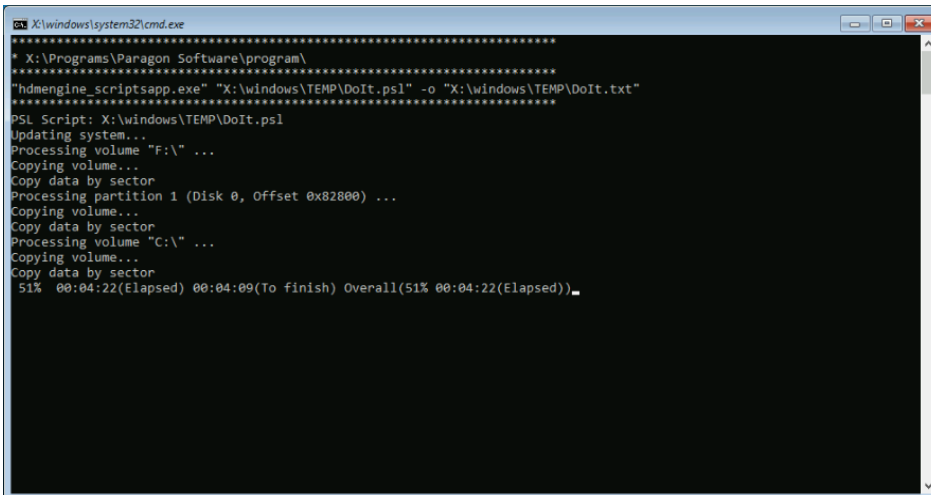 X:\windows\system32\cmd.exe
************************************************************************
* X:\Programs\Paragon Software\program\
************************************************************************
"hdmengine_scriptsapp.exe" "X:\windows\TEMP\DoIt.psl" -o "X:\windows\TEMP\DoIt.txt"
************************************************************************
PSL Script: X:\windows\TEMP\DoIt.psl
Updating system...
Processing volume "F:\" ...
Copying volume...
Copy data by sector
Processing partition 1 (Disk 0, Offset 0x82800) ...
Copying volume...
Copy data by sector
Processing volume "C:\" ...
Copying volume...
Copy data by sector
51%  00:04:22(Elapsed) 00:04:09(To finish) Overall(51% 00:04:22(Elapsed))